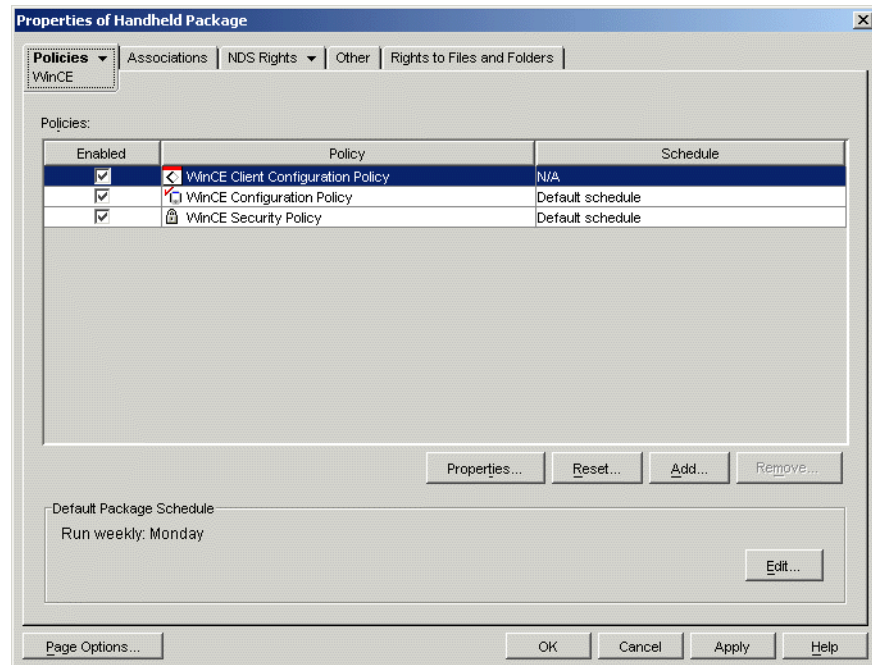 Properties of Handheld Package
Policies Associations NDS Rights Other Rights to Files and Folders
WinCE
Policies:
Enabled Policy Schedule
WinCE Client Configuration Policy N/A
WinCE Configuration Policy Default schedule
WinCE Security Policy Default schedule
Properties... Reset... Add... Remove...
Default Package Schedule
Run weekly: Monday
Edit...
Page Options... OK Cancel Apply Help